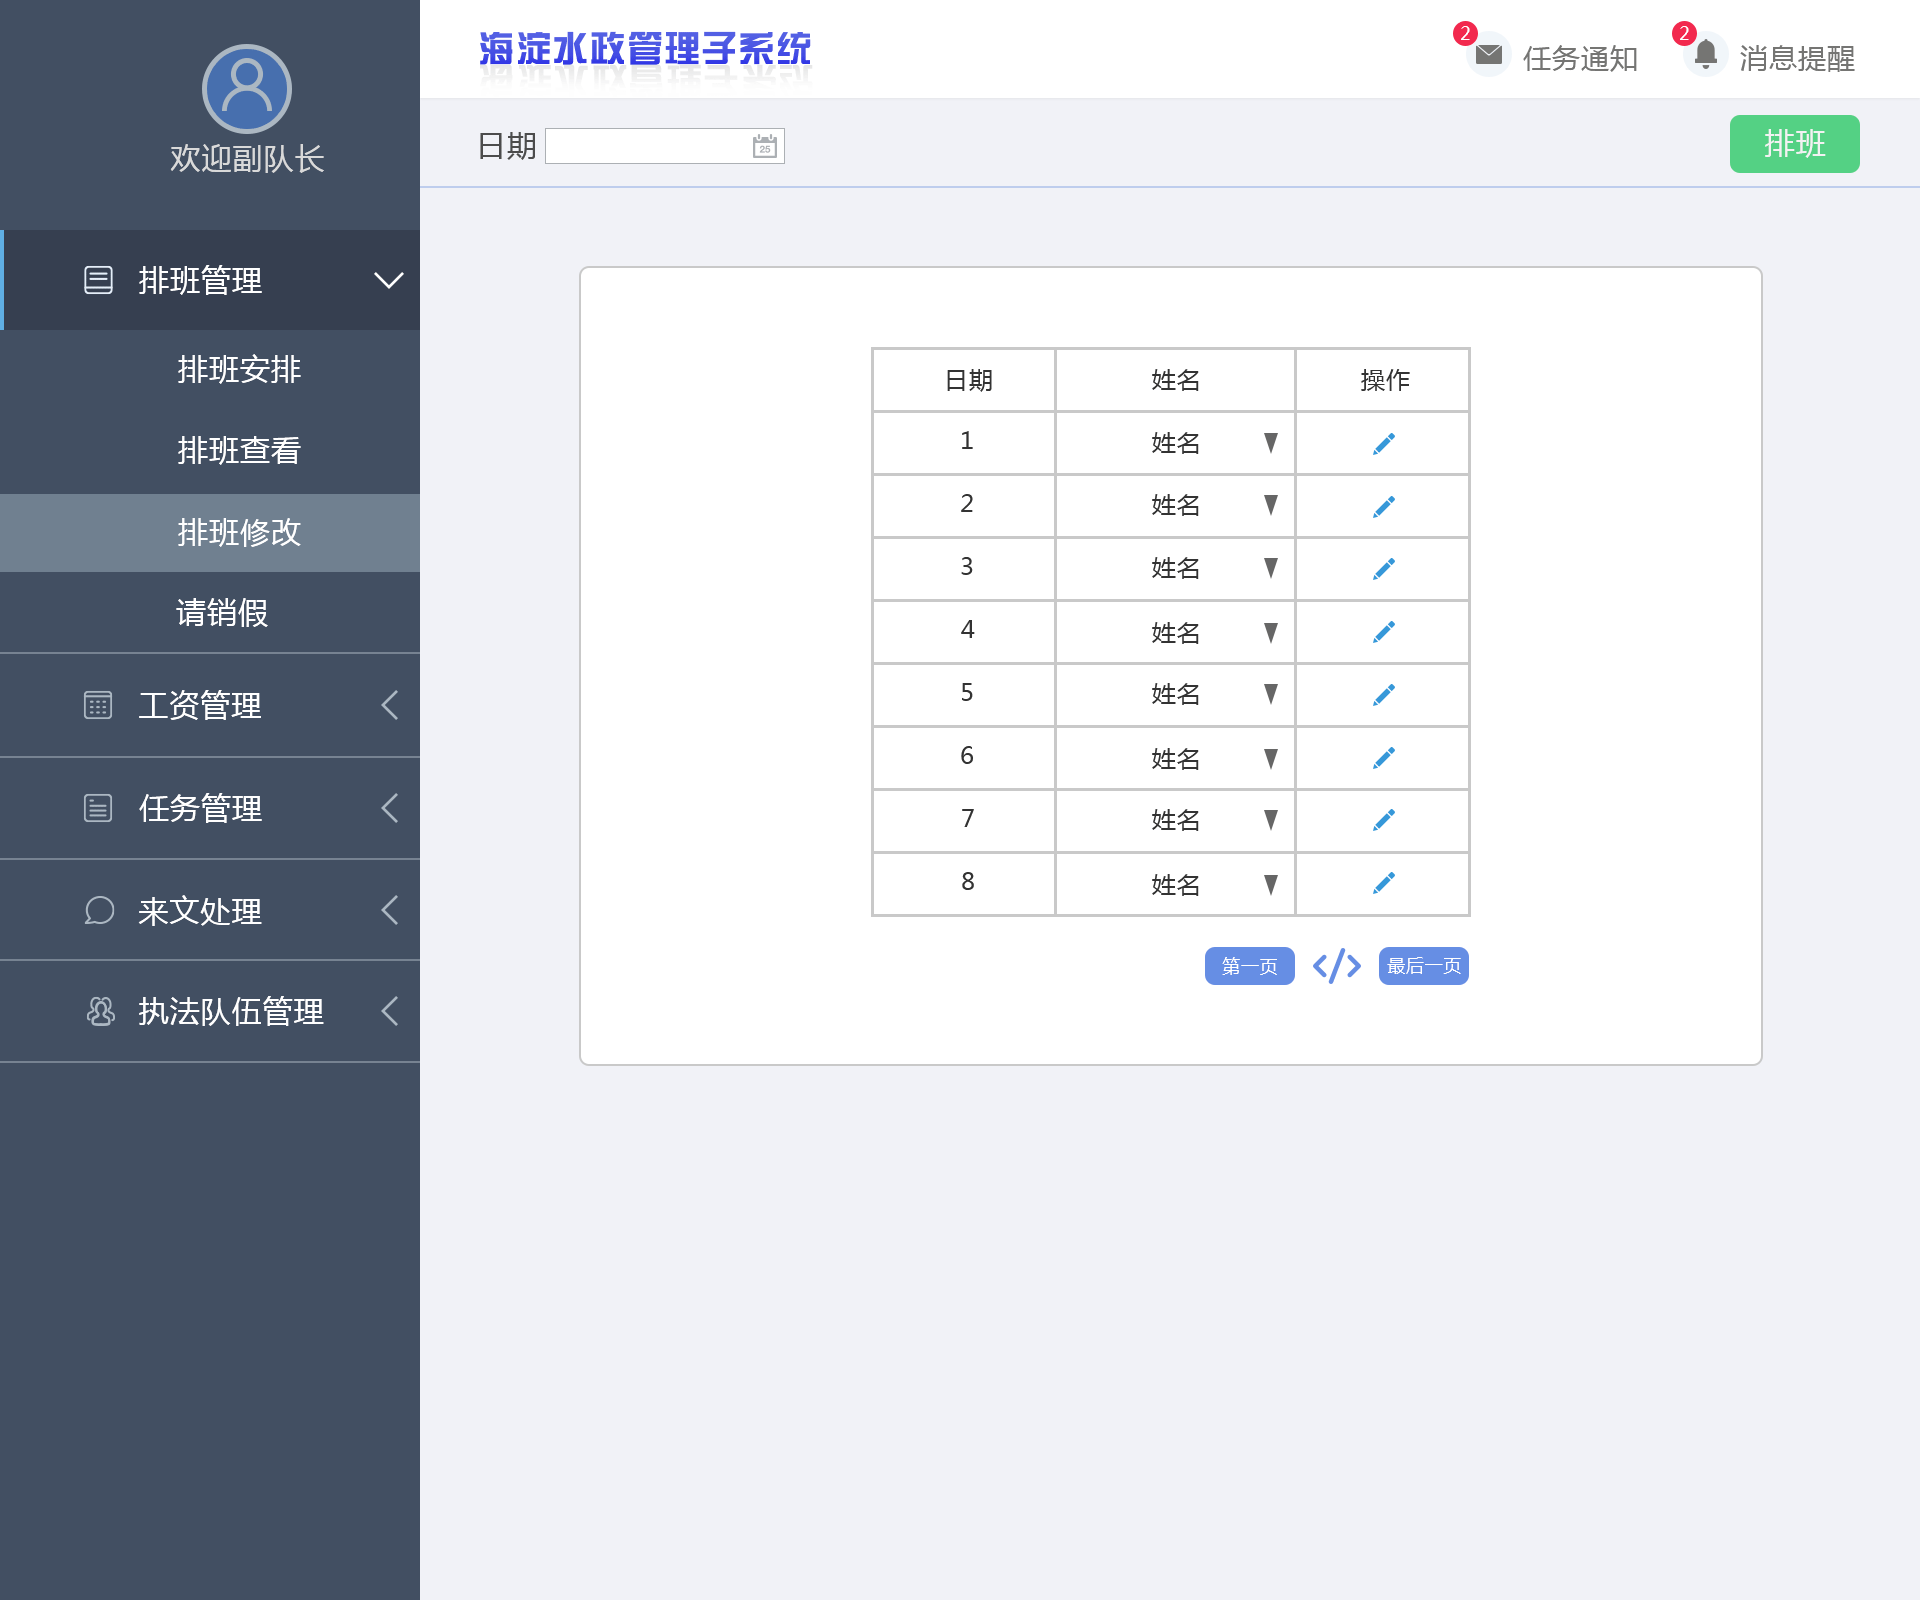 海淀水政管理子系统
2 任务通知
2 消息提醒
欢迎副队长
日期 25
排班
排班管理
排班安排
排班查看
排班修改
请销假
工资管理
任务管理
来文处理
执法队伍管理
日期 姓名 操作
1 姓名
2 姓名
3 姓名
4 姓名
5 姓名
6 姓名
7 姓名
8 姓名
第一页 </> 最后一页